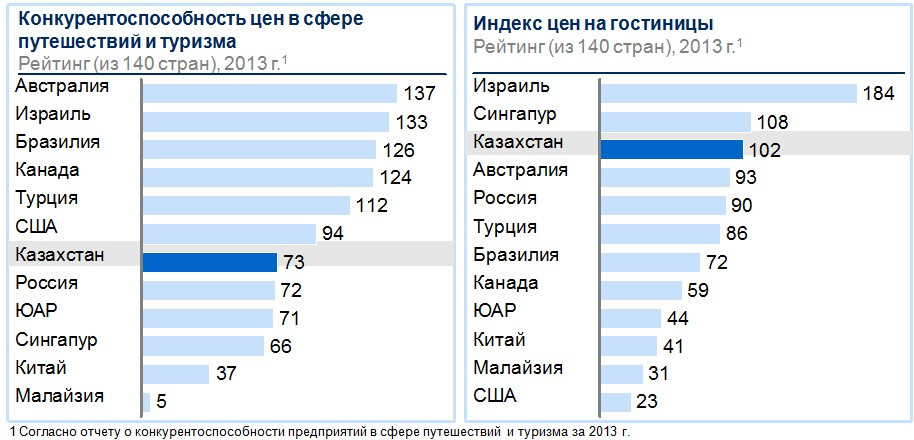 Конкурентоспособность цен в сфере
путешествий и туризма
Рейтинг (из 140 стран), 2013 г.1
Австралия 137
Израиль 133
Бразилия 126
Канада 124
Турция 112
США 94
Казахстан 73
Россия 72
ЮАР 71
Сингапур 66
Китай 37
Малайзия 5
Индекс цен на гостиницы
Рейтинг (из 140 стран), 2013 г.1
Израиль 184
Сингапур 108
Казахстан 102
Австралия 93
Россия 90
Турция 86
Бразилия 72
Канада 59
ЮАР 44
Китай 41
Малайзия 31
США 23
1 Согласно отчету о конкурентоспособности предприятий в сфере путешествий и туризма за 2013 г.